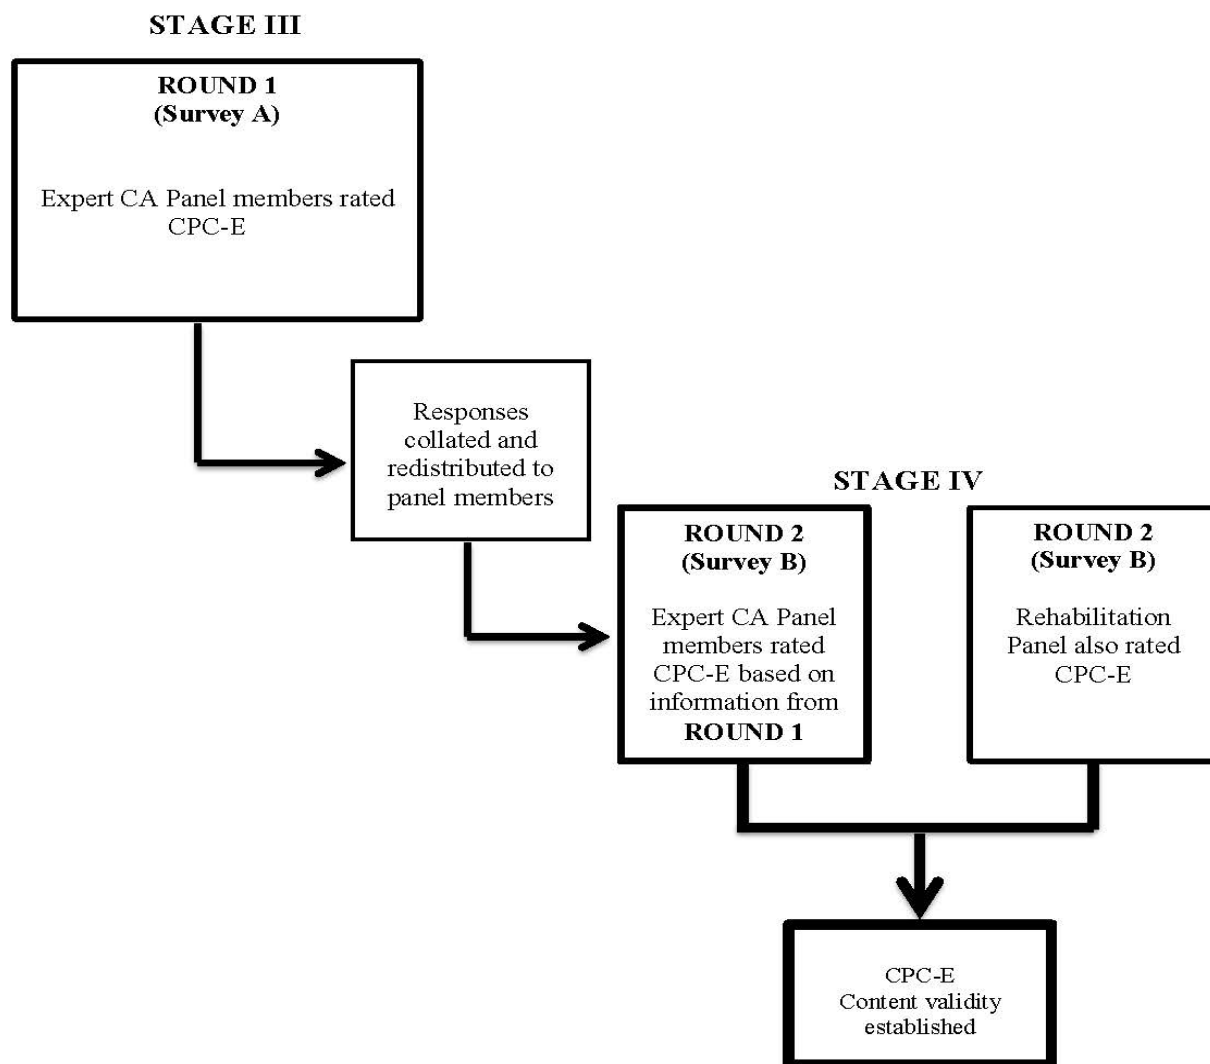 STAGE III
ROUND 1
(Survey A)
Expert CA Panel members rated
CPC-E
Responses
collated and
redistributed to
panel members
STAGE IV
ROUND 2
(Survey B)
Expert CA Panel
members rated
CPC-E based on
information from
ROUND 1
ROUND 2
(Survey B)
Rehabilitation
Panel also rated
CPC-E
CPC-E
Content validity
established